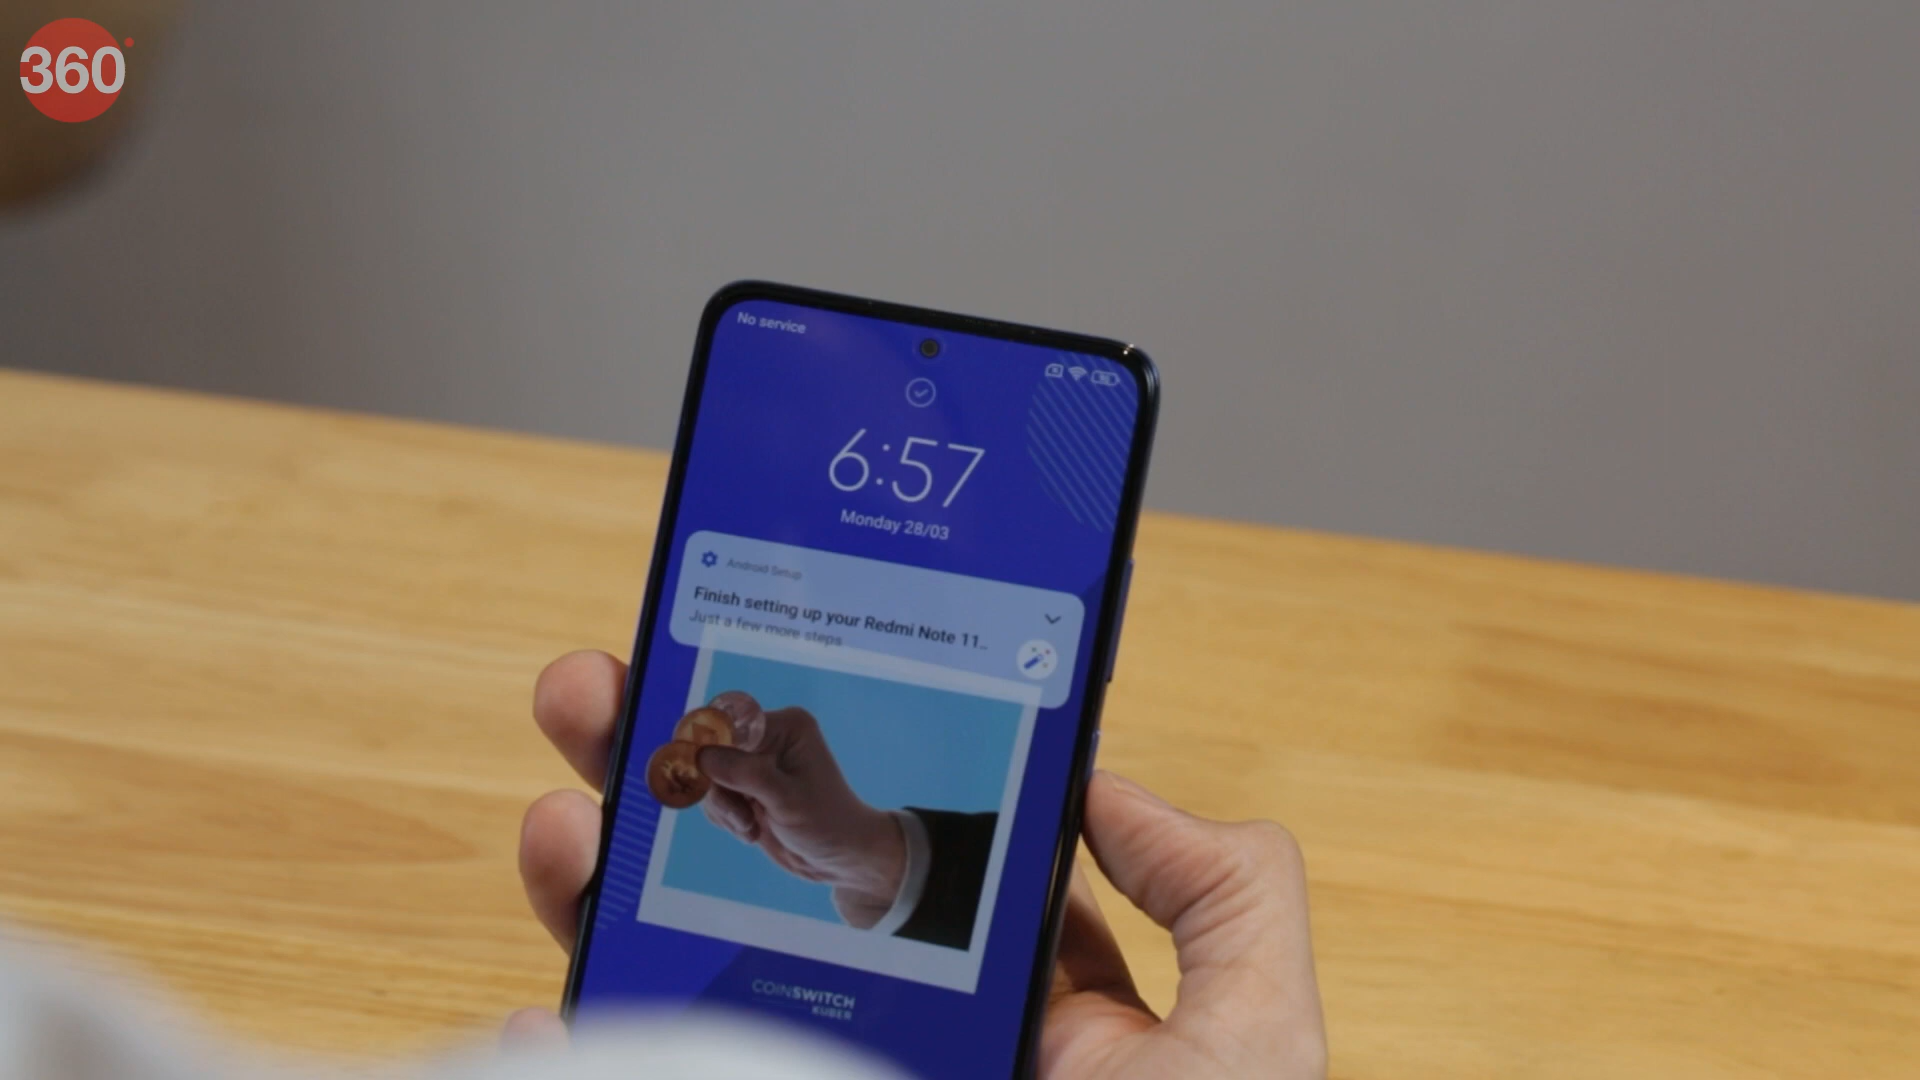 360
No service
6:57
Monday 28/03
Android Setup
Finish setting up your Redmi Note 11...
Just a few more steps
COINSWITCH
KUBER